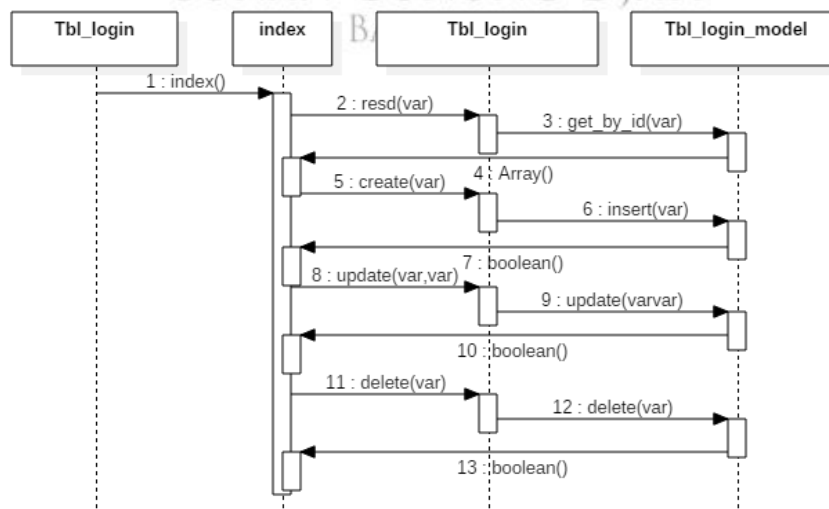 Tbl_login
index
Tbl_login
Tbl_login_model
1 : index()
2 : resd(var)
3 : get_by_id(var)
4 : Array()
5 : create(var)
6 : insert(var)
7 : boolean()
8 : update(var,var)
9 : update(varvar)
10 : boolean()
11 : delete(var)
12 : delete(var)
13 : boolean()